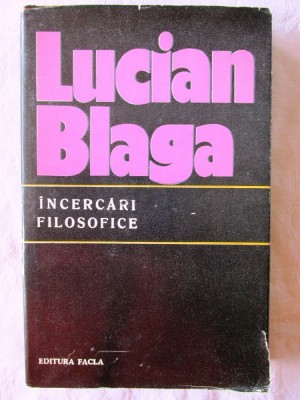 Lucian
Blaga
ÎNCERCĂRI
FILOSOFICE
EDITURA FACLA